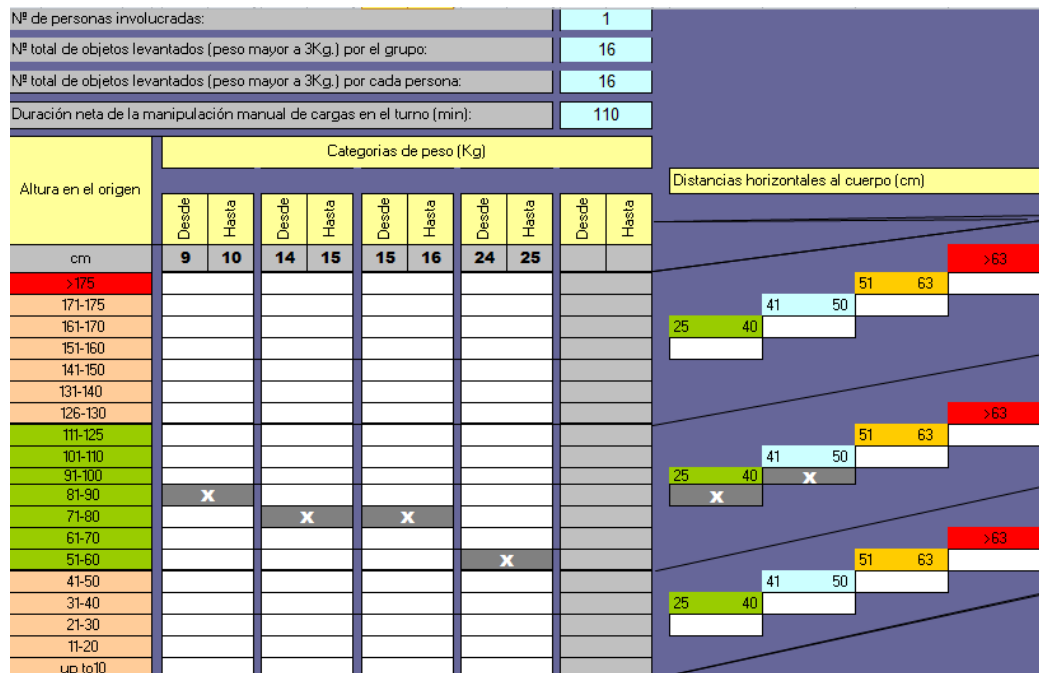 Nº de personas involucradas: 1
Nº total de objetos levantados (peso mayor a 3Kg.) por el grupo: 16
Nº total de objetos levantados (peso mayor a 3Kg.) por cada persona: 16
Duración neta de la manipulación manual de cargas en el turno (min): 110
Categorias de peso (Kg)
Altura en el origen
Distancias horizontales al cuerpo (cm)
Desde Hasta Desde Hasta Desde Hasta Desde Hasta Desde Hasta
cm 9 10 14 15 15 16 24 25 >63
>175 51 63
171-175 41 50
161-170 25 40
151-160
141-150
131-140
126-130 >63
111-125 51 63
101-110 41 50
91-100 25 40 X
81-90 X X
71-80 X X
61-70 >63
51-60 X 51 63
41-50 41 50
31-40 25 40
21-30
11-20
up to10